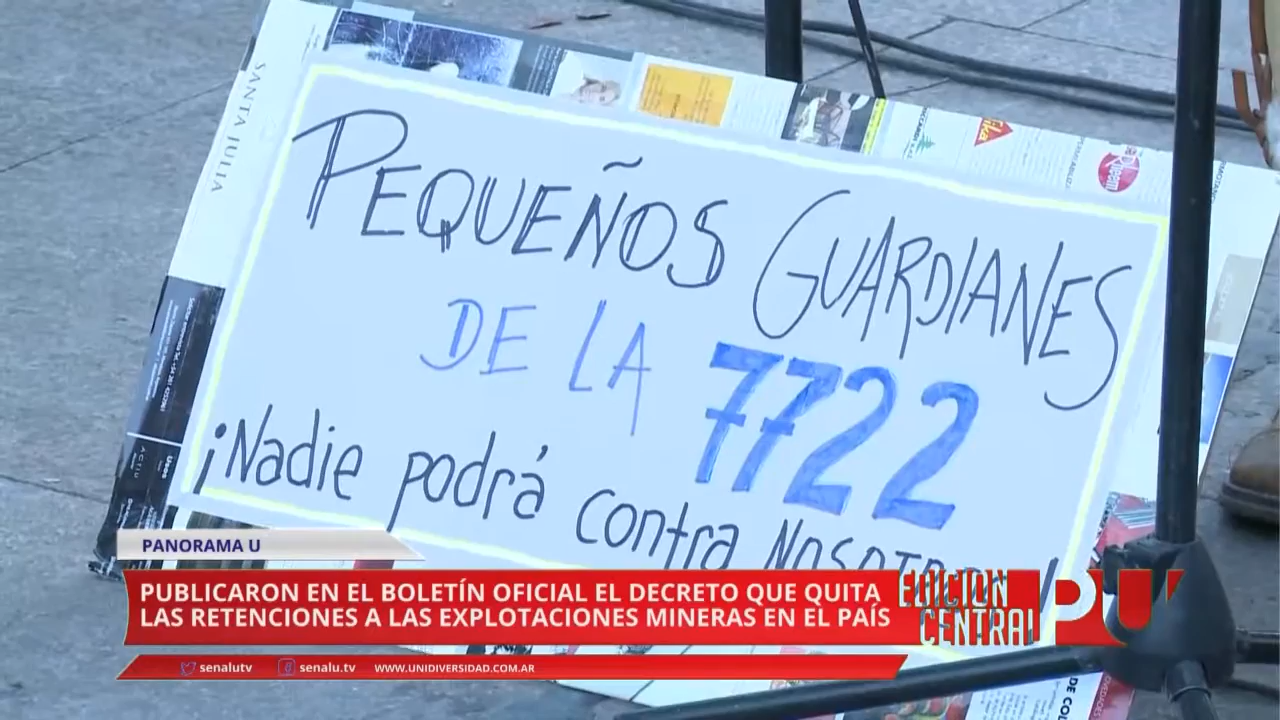 SANTA JULIA
PEQUEÑOS GUARDIANES
DE LA 7722
¡Nadie podrá contra
PANORAMA U
PUBLICARON EN EL BOLETÍN OFICIAL EL DECRETO QUE QUITA
LAS RETENCIONES A LAS EXPLOTACIONES MINERAS EN EL PAÍS
EDICION
CENTRAL
PU
senalutv
senalu.tv
WWW.UNIDIVERSIDAD.COM.AR